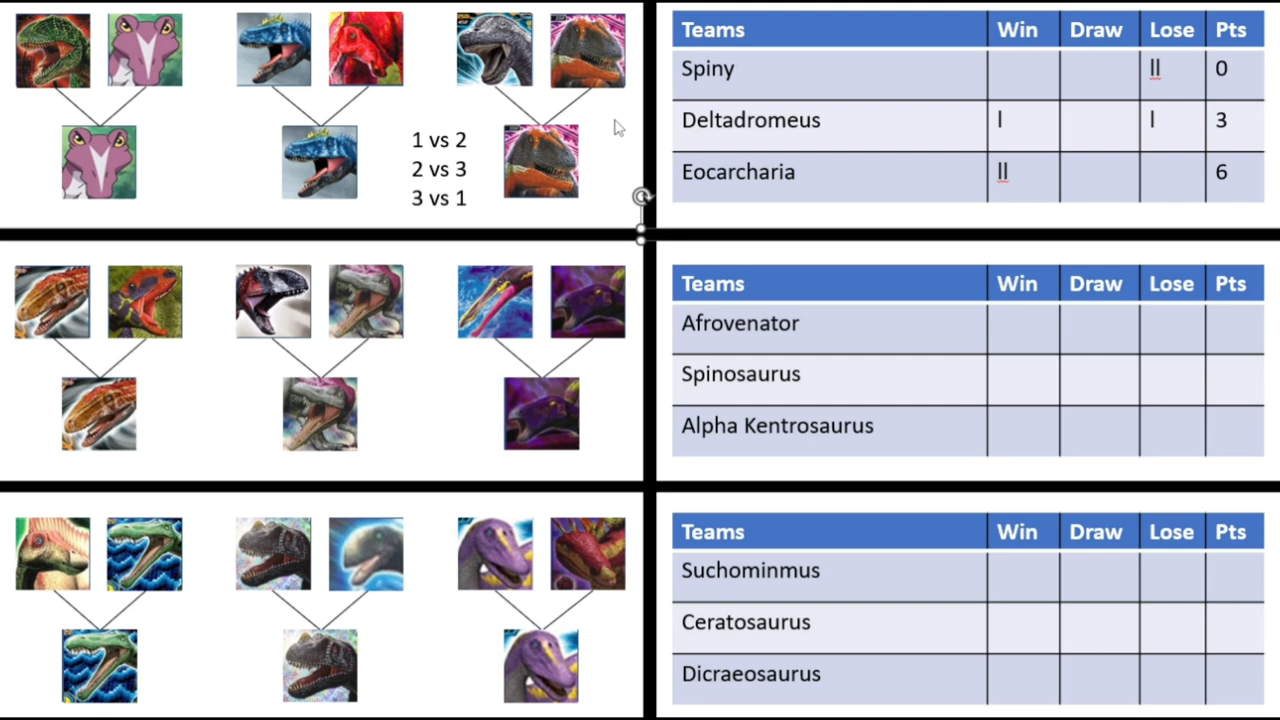 1 vs 2
2 vs 3
3 vs 1
Teams Win Draw Lose Pts
Spiny ll 0
Deltadromeus l l 3
Eocarcharia ll 6
Teams Win Draw Lose Pts
Afrovenator
Spinosaurus
Alpha Kentrosaurus
Teams Win Draw Lose Pts
Suchominmus
Ceratosaurus
Dicraeosaurus